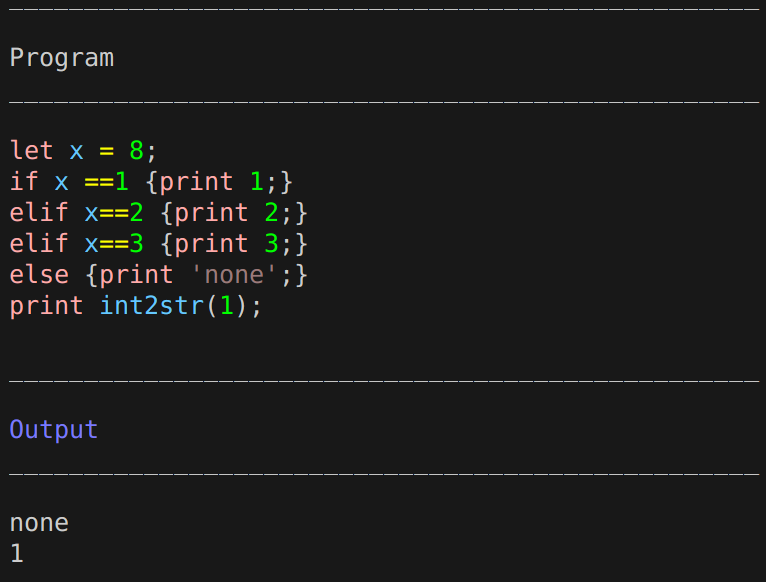 Program
let x = 8;
if x ==1 {print 1;}
elif x==2 {print 2;}
elif x==3 {print 3;}
else {print 'none';}
print int2str(1);
Output
none
1